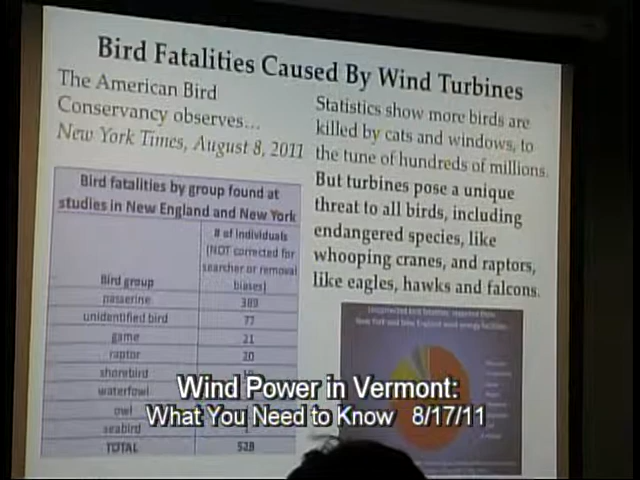 Bird Fatalities Caused By Wind Turbines
The American Bird
Conservancy observes...
New York Times, August 8, 2011
Statistics show more birds are
killed by cats and windows, to
the tune of hundreds of millions.
But turbines pose a unique
threat to all birds, including
endangered species, like
whooping cranes, and raptors,
like eagles, hawks and falcons.
Bird fatalities by group found at
studies in New England and New York
Bird group
# of Individuals
(NOT corrected for
searcher or removal
biases)
passerine 389
unidentified bird 77
game 21
raptor 20
shorebird
waterfowl
owl
seabird
TOTAL 528
Wind Power in Vermont:
What You Need to Know 8/17/11